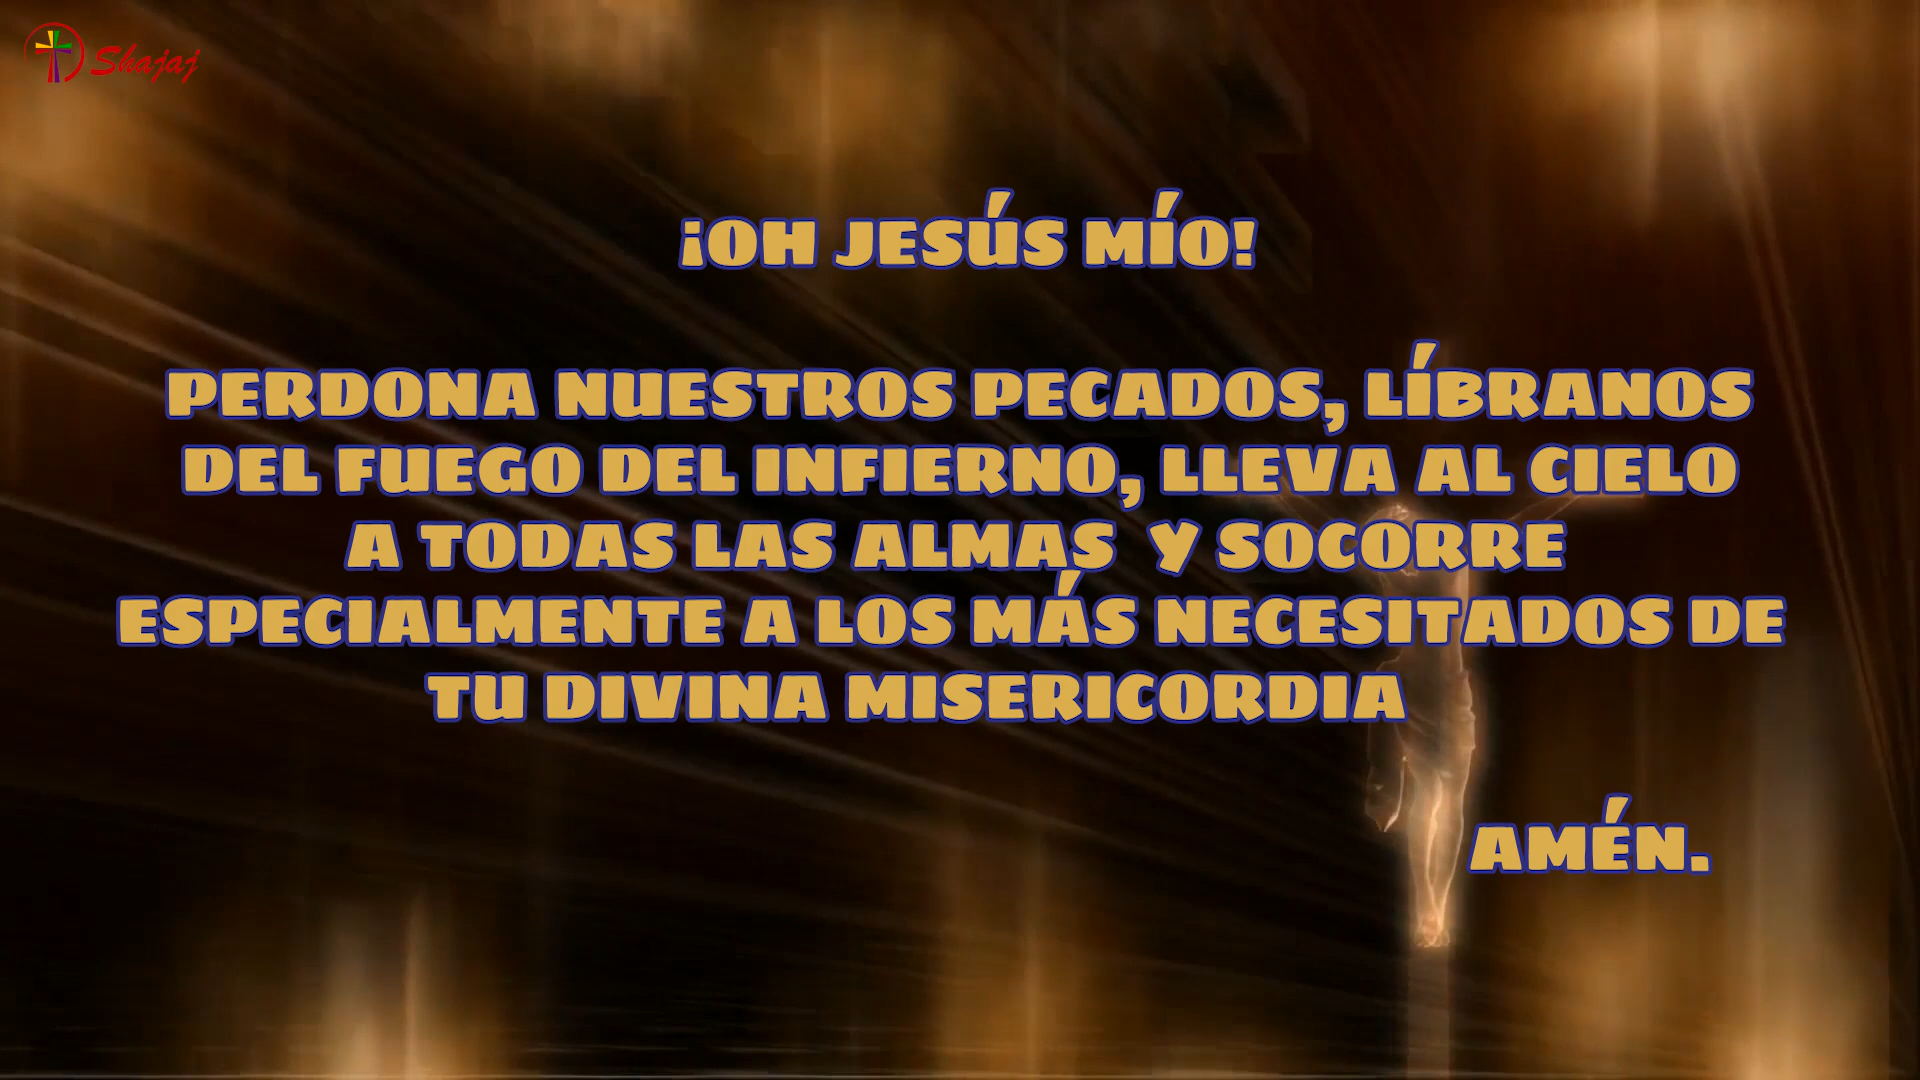 Shajaj
¡OH JESÚS MÍO!
PERDONA NUESTROS PECADOS, LÍBRANOS
DEL FUEGO DEL INFIERNO, LLEVA AL CIELO
A TODAS LAS ALMAS Y SOCORRE
ESPECIALMENTE A LOS MÁS NECESITADOS DE
TU DIVINA MISERICORDIA
AMÉN.